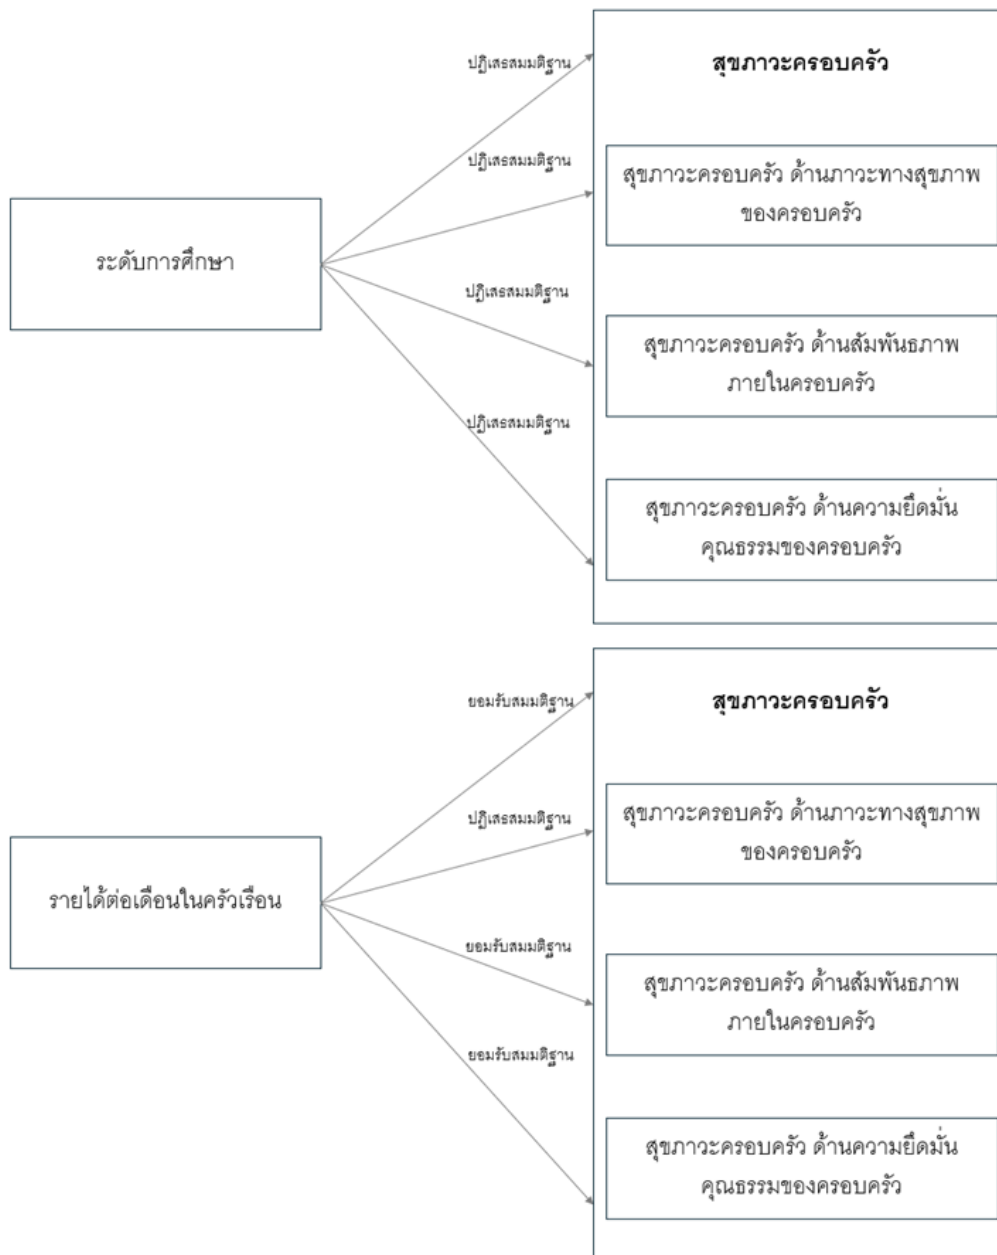 ปฏิเสธสมมติฐาน
สุขภาวะครอบครัว
ปฏิเสธสมมติฐาน
สุขภาวะครอบครัว ด้านภาวะทางสุขภาพ
ของครอบครัว
ระดับการศึกษา
ปฏิเสธสมมติฐาน
สุขภาวะครอบครัว ด้านสัมพันธภาพ
ภายในครอบครัว
ปฏิเสธสมมติฐาน
สุขภาวะครอบครัว ด้านความยึดมั่น
คุณธรรมของครอบครัว
ยอมรับสมมติฐาน
สุขภาวะครอบครัว
ปฏิเสธสมมติฐาน
สุขภาวะครอบครัว ด้านภาวะทางสุขภาพ
ของครอบครัว
รายได้ต่อเดือนในครัวเรือน
ยอมรับสมมติฐาน
สุขภาวะครอบครัว ด้านสัมพันธภาพ
ภายในครอบครัว
ยอมรับสมมติฐาน
สุขภาวะครอบครัว ด้านความยึดมั่น
คุณธรรมของครอบครัว